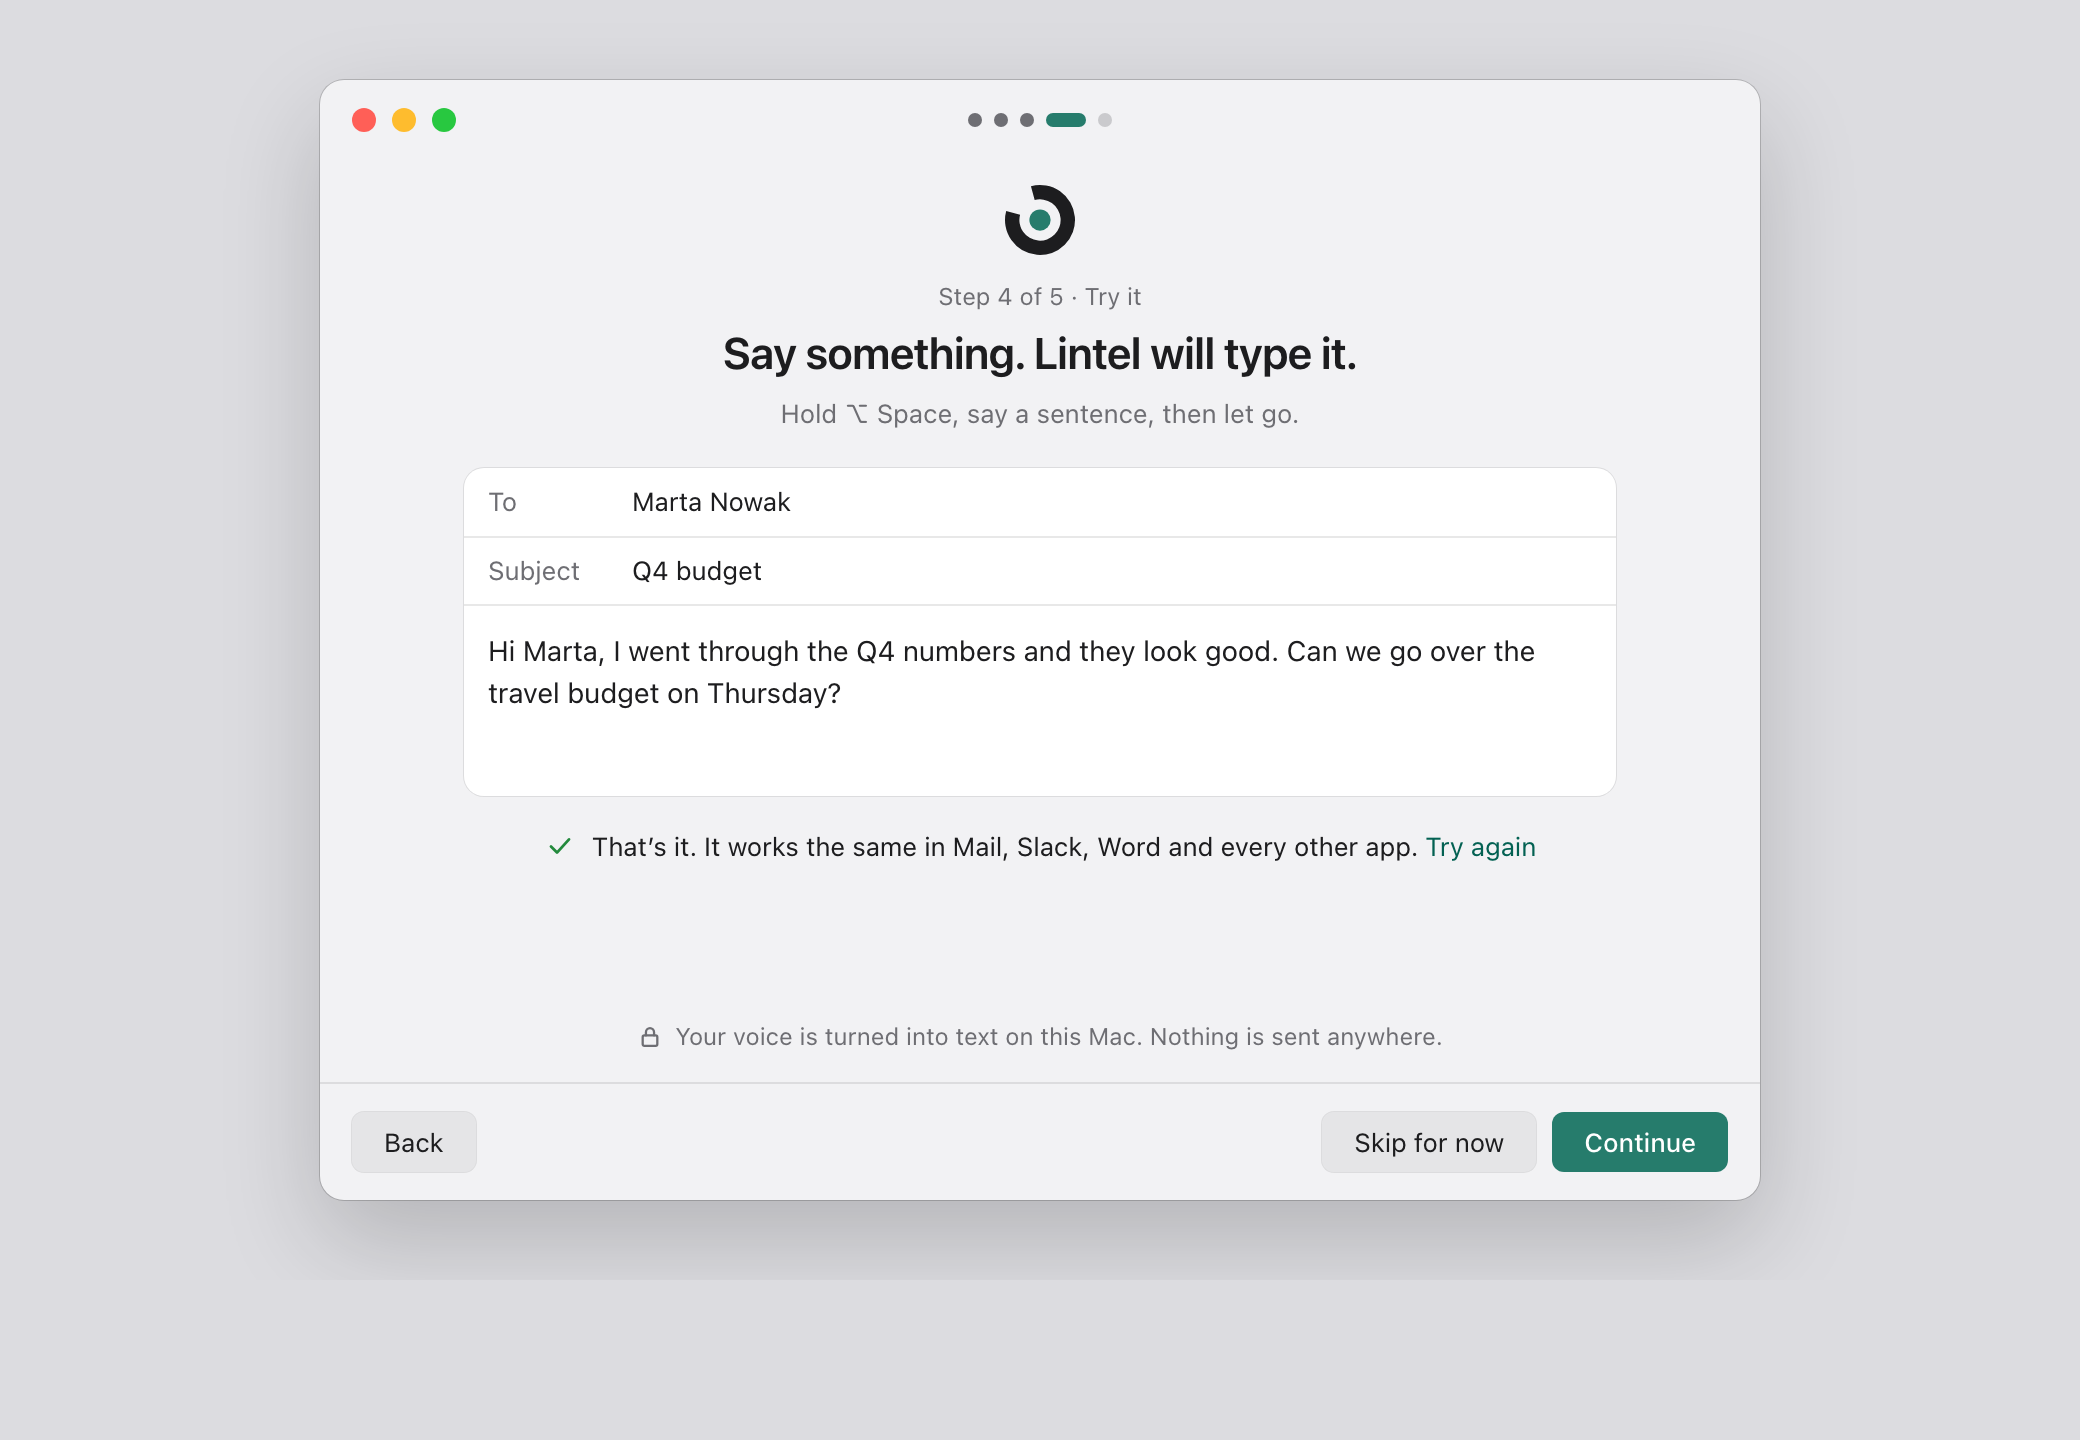 Step 4 of 5 · Try it
Say something. Lintel will type it.
Hold ⌥ Space, say a sentence, then let go.
To Marta Nowak
Subject Q4 budget
Hi Marta, I went through the Q4 numbers and they look good. Can we go over the
travel budget on Thursday?
That’s it. It works the same in Mail, Slack, Word and every other app. Try again
Your voice is turned into text on this Mac. Nothing is sent anywhere.
Back Skip for now Continue